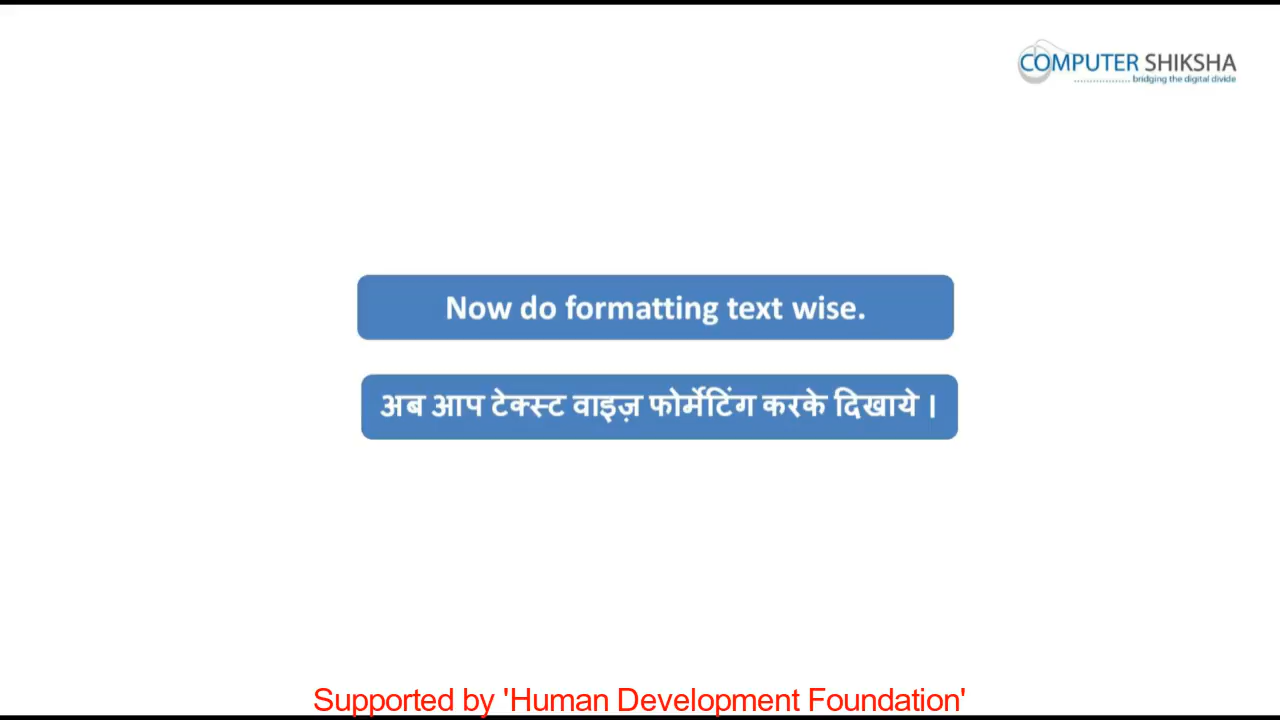 COMPUTER SHIKSHA
.................. bridging the digital divide
Now do formatting text wise.
अब आप टेक्स्ट वाइज़ फोर्मेटिंग करके दिखाये ।
Supported by 'Human Development Foundation'